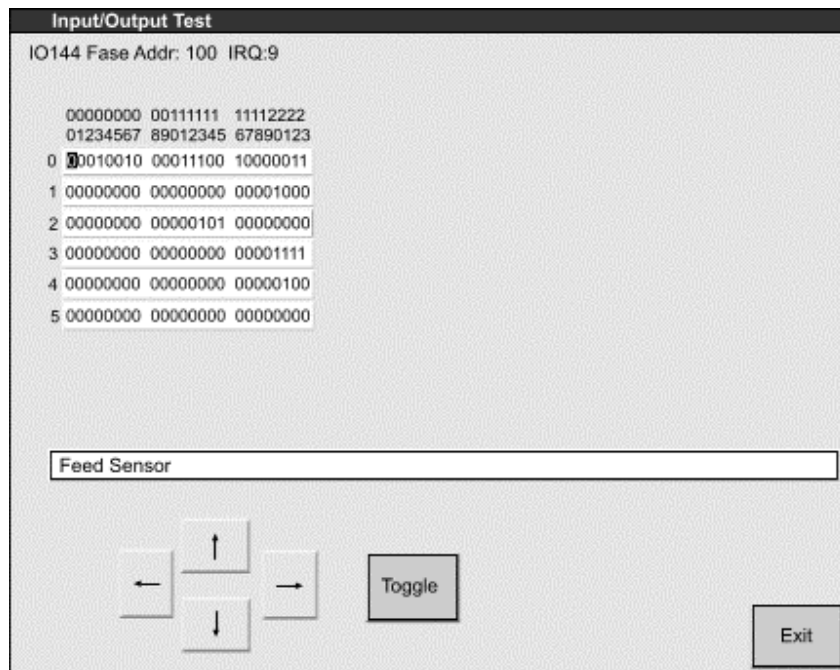 Input/Output Test
IO144 Fase Addr: 100 IRQ:9
00000000 00111111 11112222
01234567 89012345 67890123
0 00010010 00011100 10000011
1 00000000 00000000 00001000
2 00000000 00000101 00000000
3 00000000 00000000 00001111
4 00000000 00000000 00000100
5 00000000 00000000 00000000
Feed Sensor
↑
← →
↓
Toggle
Exit